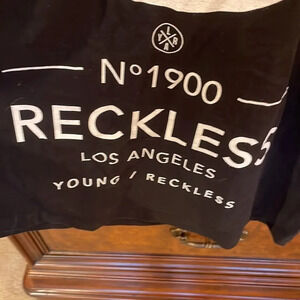 Nº1900
RECKLESS
LOS ANGELES
YOUNG / RECKLESS